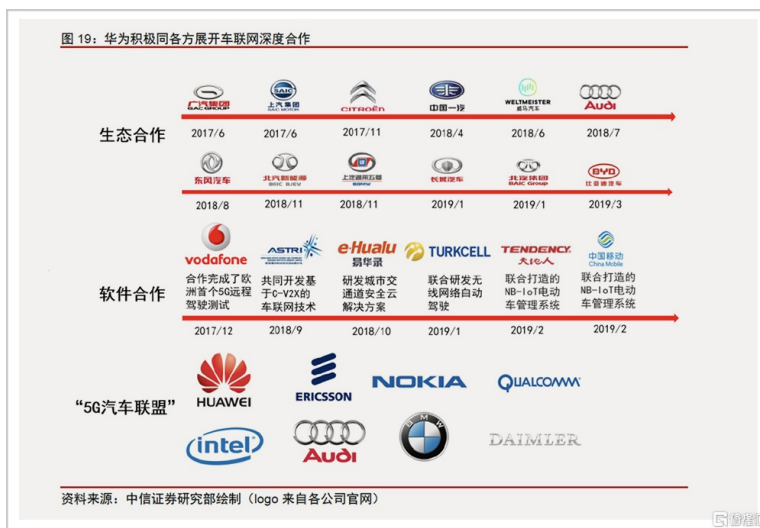 图 19：华为积极同各方展开车联网深度合作
广汽集团 上汽集团 CITROËN 中国一汽 WELTMEISTER Audi
GAC GROUP SAIC MOTOR 威马汽车
生态合作
2017/6 2017/6 2017/11 2018/4 2018/6 2018/7
东风汽车 北汽新能源 上汽通用五菱 长城汽车 北汽集团 BYD
BAIC BJEV SGMW BAIC Group 比亚迪汽车
2018/8 2018/11 2018/11 2019/1 2019/1 2019/3
vodafone ASTRI e·Hualu TURKCELL TENDENCY 中国移动
易华录 天地人 China Mobile
软件合作
合作完成了欧 共同开发基 研发城市交 联合研发无 联合打造的 联合打造的
洲首个5G远程 于C-V2X的 通道安全云 线网络自动 NB-IoT电动 NB-IoT电动
驾驶测试 车联网技术 解决方案 驾驶 车管理系统 车管理系统
2017/12 2018/9 2018/10 2019/1 2019/2 2019/2
“5G汽车联盟”
HUAWEI ERICSSON NOKIA QUALCOMM
intel Audi BMW DAIMLER
资料来源：中信证券研究部绘制（logo 来自各公司官网）